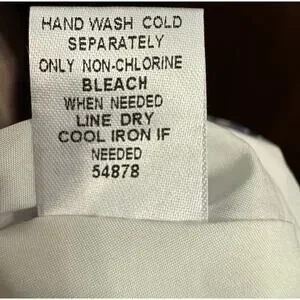 HAND WASH COLD
SEPARATELY
ONLY NON-CHLORINE
BLEACH
WHEN NEEDED
LINE DRY
COOL IRON IF
NEEDED
54878